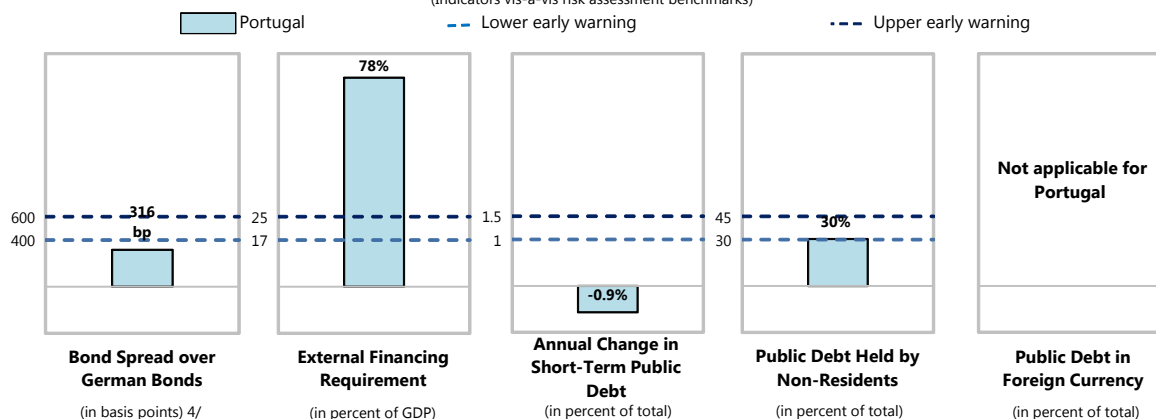 (Indicators vis-à-vis risk assessment benchmarks)
Portugal
Lower early warning
Upper early warning
600
400
316
bp
Bond Spread over
German Bonds
(in basis points) 4/
25
17
78%
External Financing
Requirement
(in percent of GDP)
1.5
1
-0.9%
Annual Change in
Short-Term Public
Debt
(in percent of total)
45
30
30%
Public Debt Held by
Non-Residents
(in percent of total)
Not applicable for
Portugal
Public Debt in
Foreign Currency
(in percent of total)